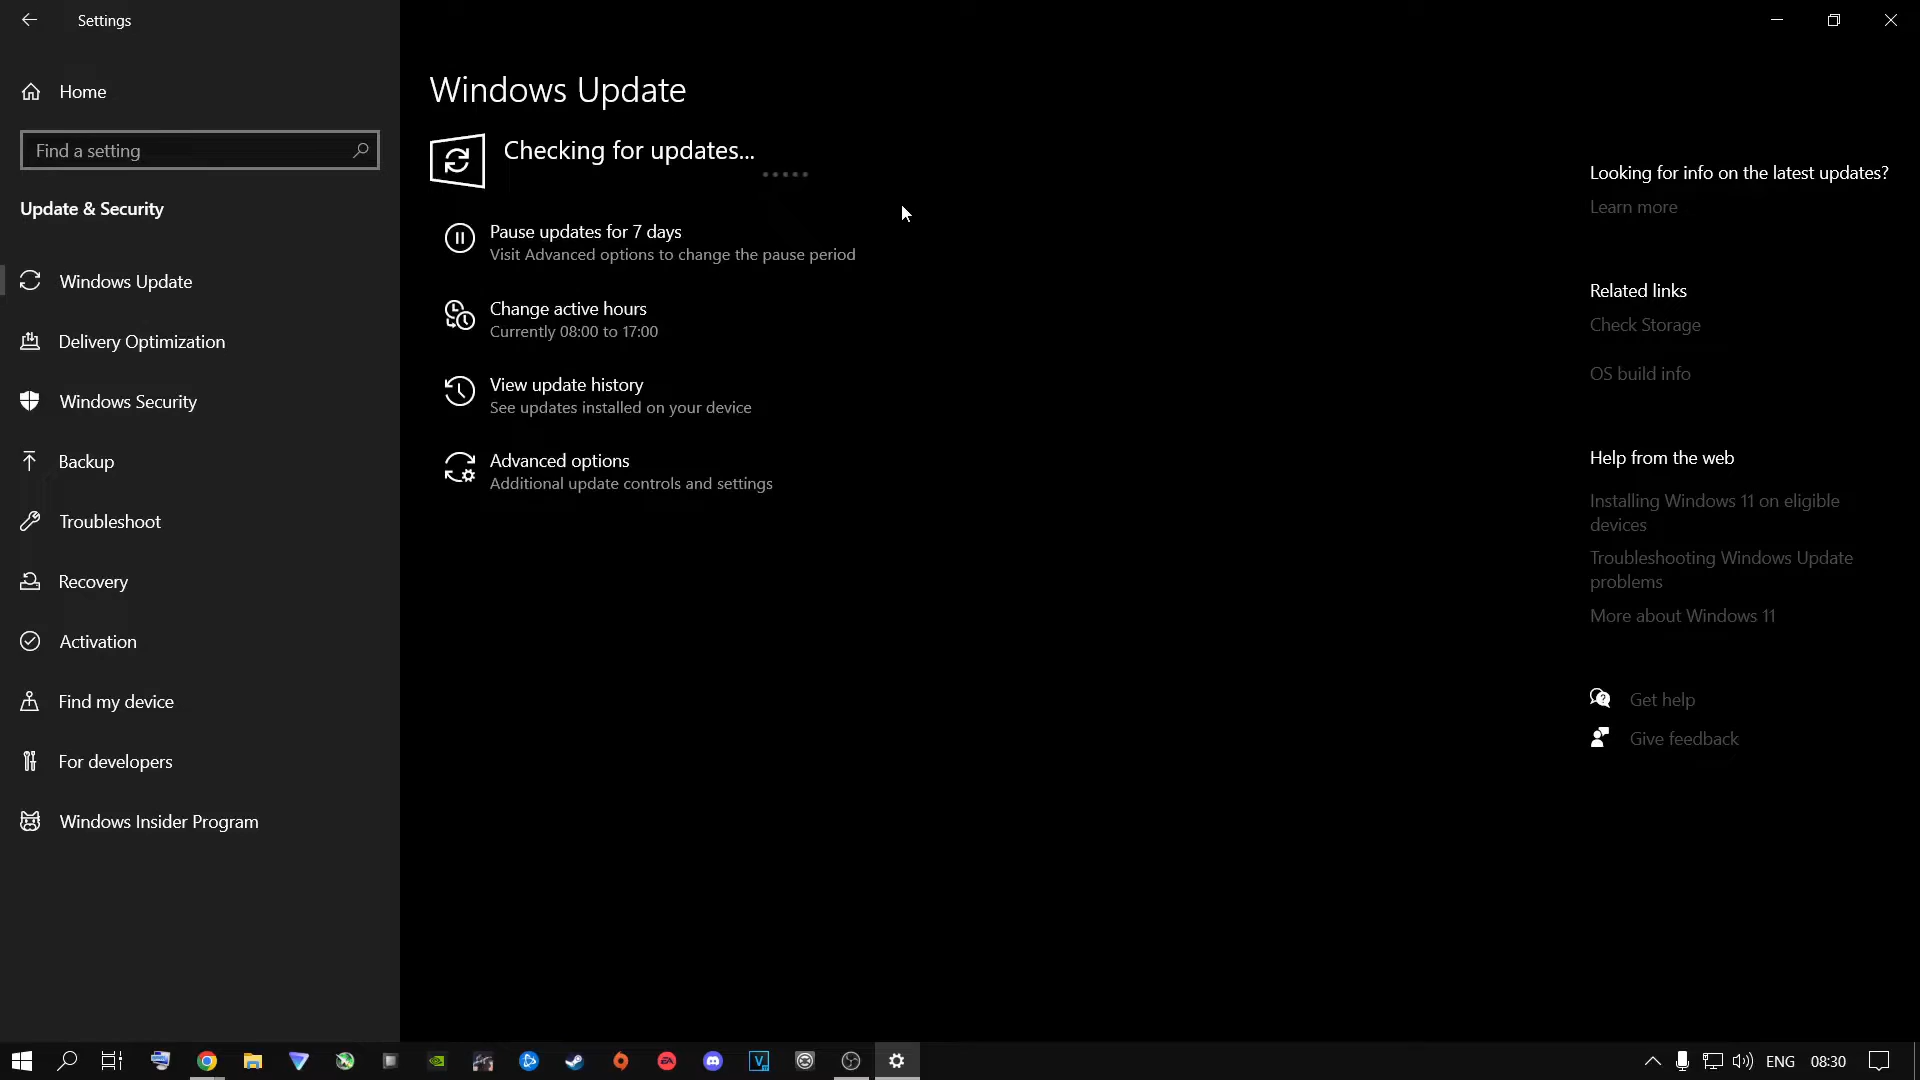 Settings
Home
Find a setting
Update & Security
Windows Update
Delivery Optimization
Windows Security
Backup
Troubleshoot
Recovery
Activation
Find my device
For developers
Windows Insider Program
Windows Update
Checking for updates...
Pause updates for 7 days
Visit Advanced options to change the pause period
Change active hours
Currently 08:00 to 17:00
View update history
See updates installed on your device
Advanced options
Additional update controls and settings
Looking for info on the latest updates?
Learn more
Related links
Check Storage
OS build info
Help from the web
Installing Windows 11 on eligible
devices
Troubleshooting Windows Update
problems
More about Windows 11
Get help
Give feedback
EA
V
ENG
08:30